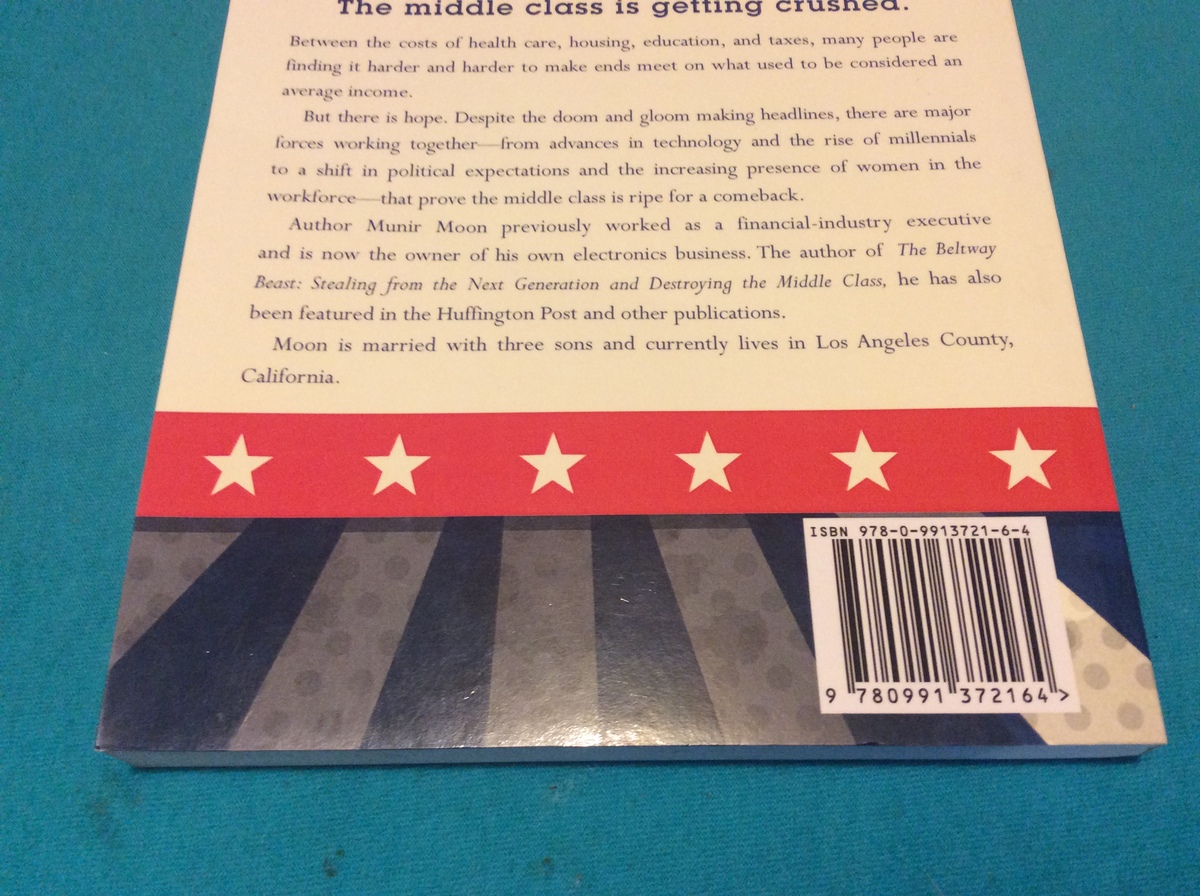 The middle class is getting crushed.
Between the costs of health care, housing, education, and taxes, many people are
finding it harder and harder to make ends meet on what used to be considered an
average income.
But there is hope. Despite the doom and gloom making headlines, there are major
forces working together—from advances in technology and the rise of millennials
to a shift in political expectations and the increasing presence of women in the
workforce—that prove the middle class is ripe for a comeback.
Author Munir Moon previously worked as a financial-industry executive
and is now the owner of his own electronics business. The author of The Beltway
Beast: Stealing from the Next Generation and Destroying the Middle Class, he has also
been featured in the Huffington Post and other publications.
Moon is married with three sons and currently lives in Los Angeles County,
California.
ISBN 978-0-9913721-6-4
9 780991 372164 >